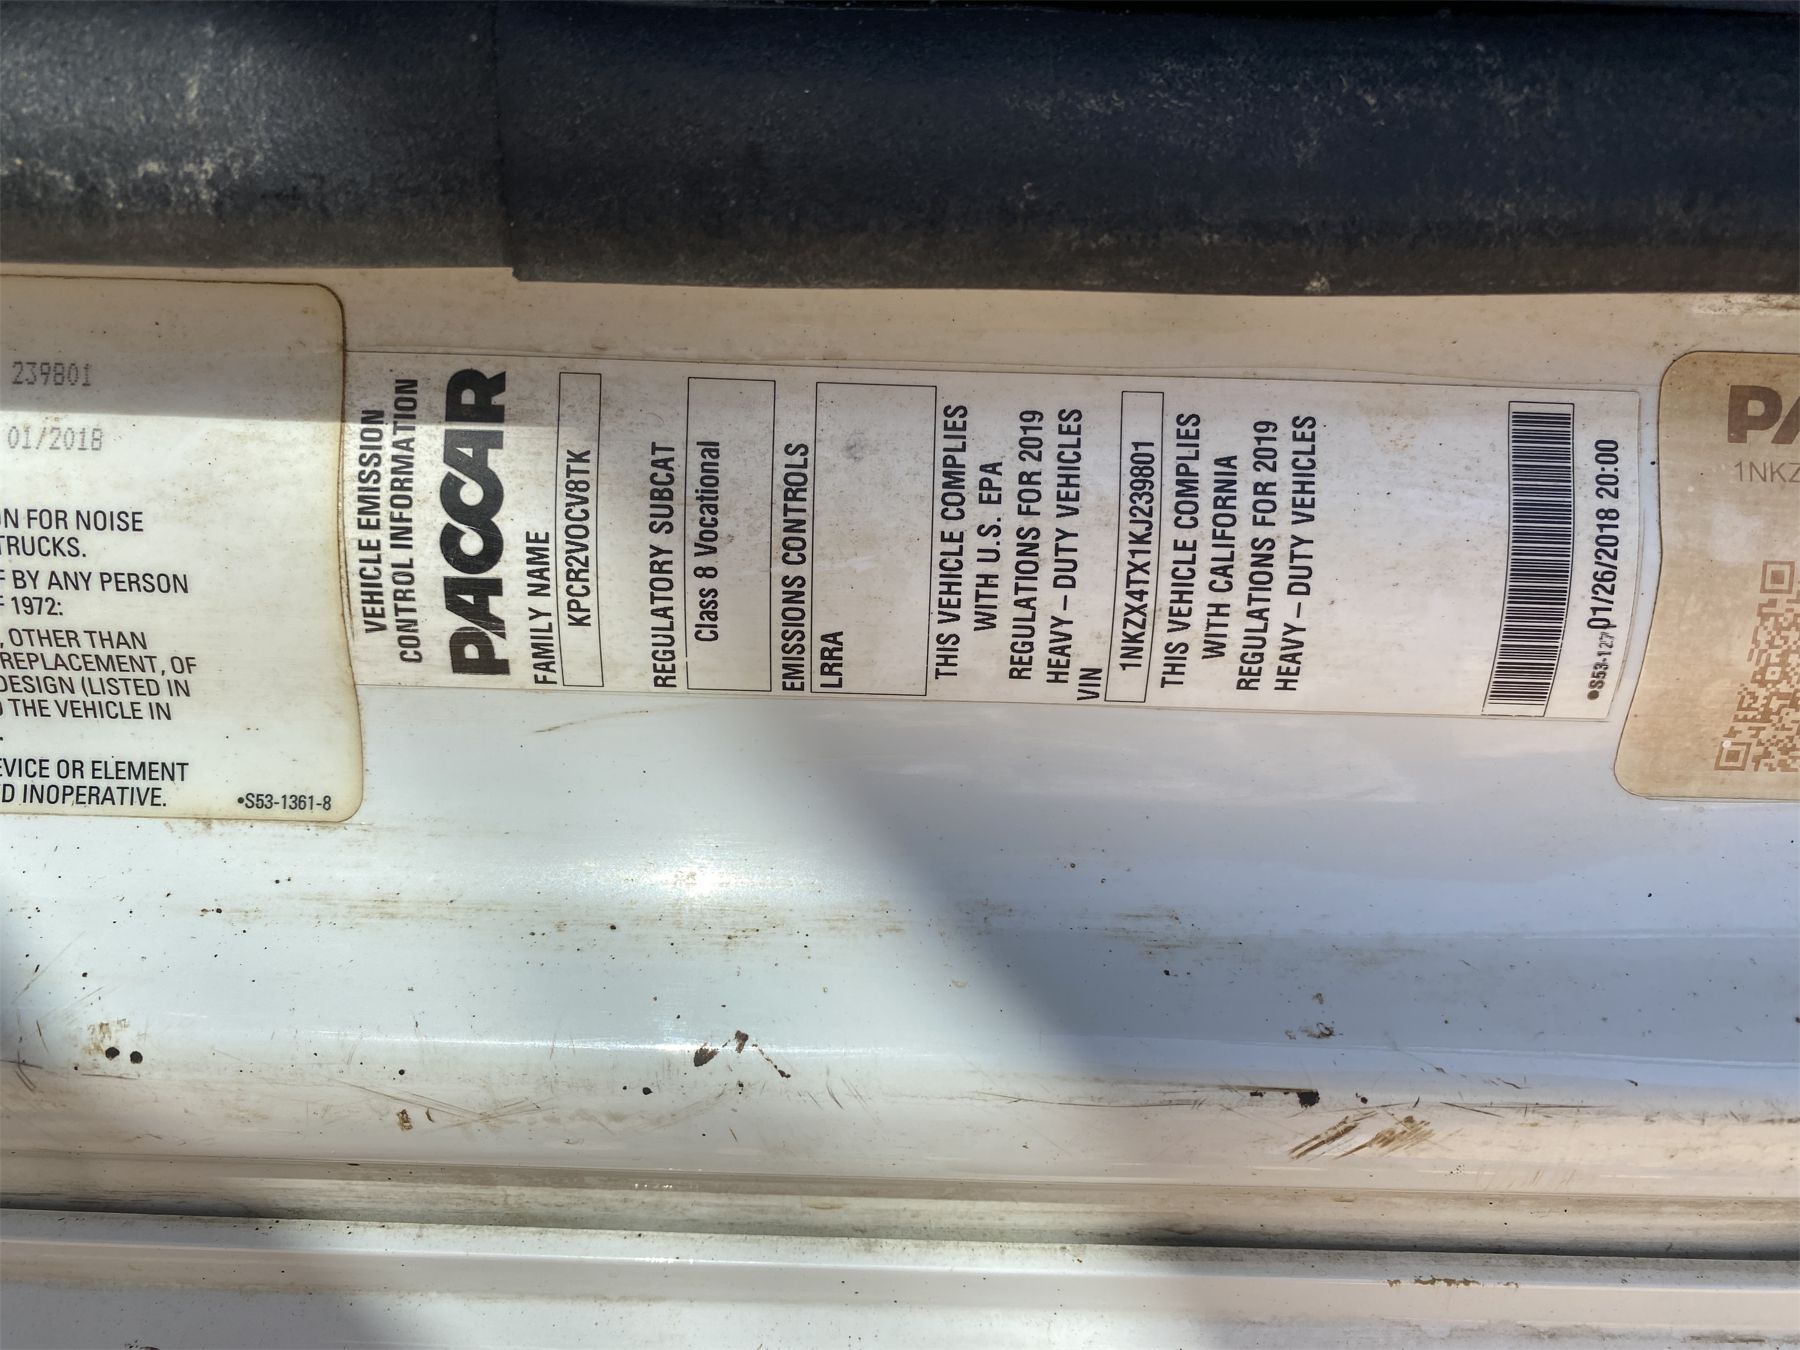 239801
01/2018
ON FOR NOISE
TRUCKS.
F BY ANY PERSON
F 1972:
, OTHER THAN
REPLACEMENT, OF
DESIGN (LISTED IN
THE VEHICLE IN
EVICE OR ELEMENT
D INOPERATIVE.
•S53-1361-8
VEHICLE EMISSION
CONTROL INFORMATION
PACCAR
FAMILY NAME
KPCR2VOCV8TK
REGULATORY SUBCAT
Class 8 Vocational
EMISSIONS CONTROLS
LRRA
THIS VEHICLE COMPLIES
WITH U.S. EPA
REGULATIONS FOR 2019
HEAVY – DUTY VEHICLES
VIN
1NKZX4TX1KJ239801
THIS VEHICLE COMPLIES
WITH CALIFORNIA
REGULATIONS FOR 2019
HEAVY – DUTY VEHICLES
•S53-127 01/26/2018 20:00
PA
1NKZ